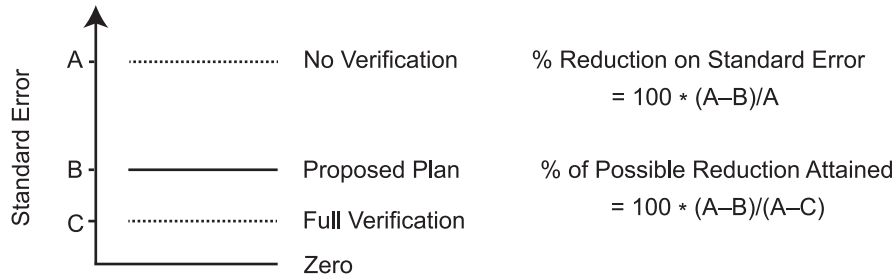 Standard Error
A
No Verification
% Reduction on Standard Error
= 100 * (A–B)/A
B
Proposed Plan
% of Possible Reduction Attained
= 100 * (A–B)/(A–C)
C
Full Verification
Zero